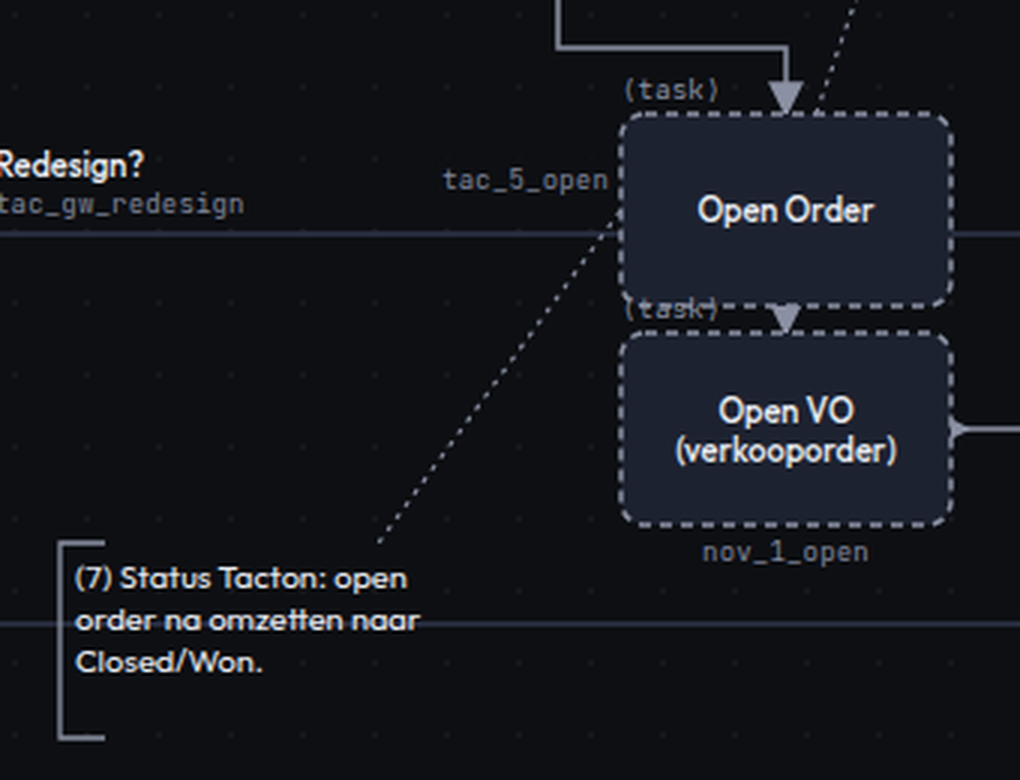 (task)
Redesign?
tac_gw_redesign
tac_5_open
Open Order
(task)
Open VO
(verkooporder)
nov_1_open
(7) Status Tacton: open
order na omzetten naar
Closed/Won.